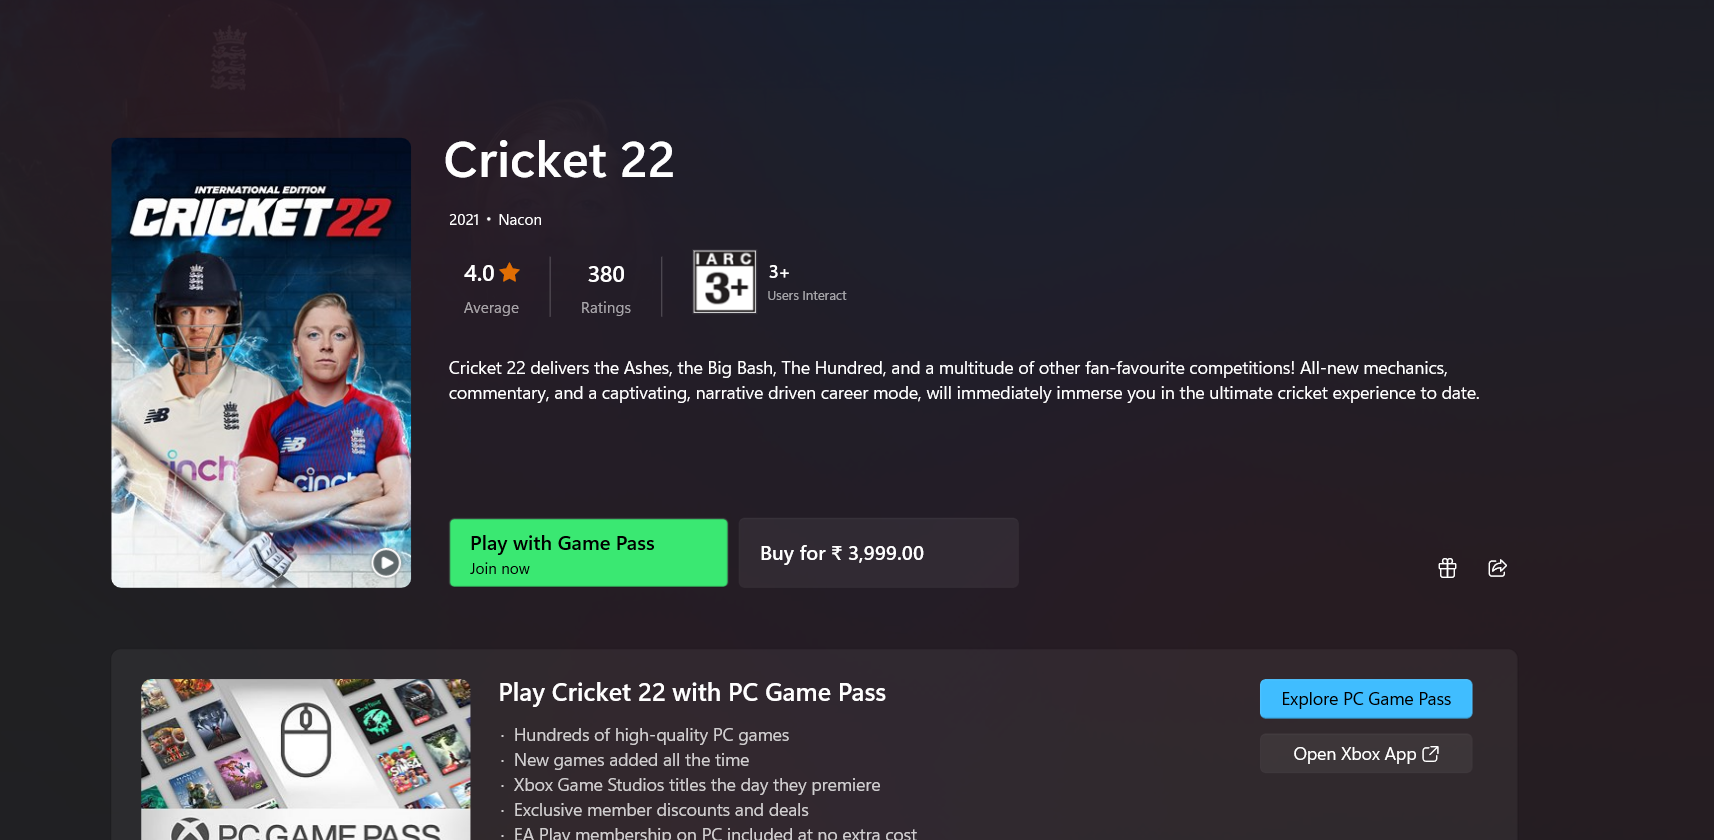 Cricket 22
INTERNATIONAL EDITION
CRICKET 22
2021 • Nacon
4.0
Average
380
Ratings
IARC
3+
3+
Users Interact
Cricket 22 delivers the Ashes, the Big Bash, The Hundred, and a multitude of other fan-favourite competitions! All-new mechanics,
commentary, and a captivating, narrative driven career mode, will immediately immerse you in the ultimate cricket experience to date.
NB
NB
cinch
cinch
Play with Game Pass
Join now
Buy for ₹ 3,999.00
Play Cricket 22 with PC Game Pass
· Hundreds of high-quality PC games
· New games added all the time
· Xbox Game Studios titles the day they premiere
· Exclusive member discounts and deals
· EA Play membership on PC included at no extra cost
Explore PC Game Pass
Open Xbox App
PC GAME PASS